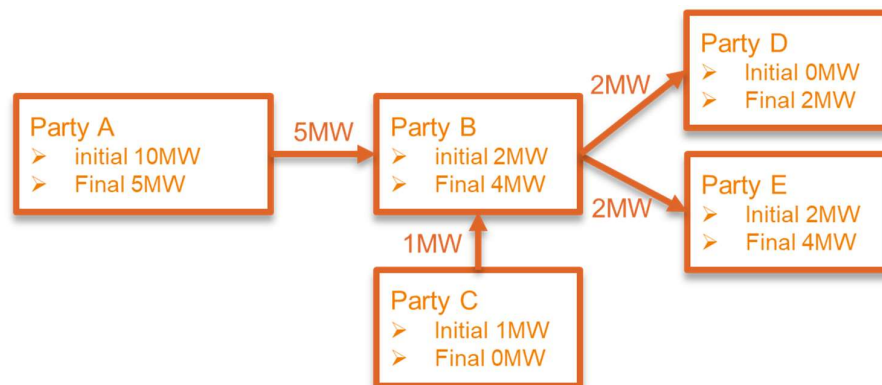 Party A
➢ initial 10MW
➢ Final 5MW
5MW
Party B
➢ initial 2MW
➢ Final 4MW
1MW
Party C
➢ Initial 1MW
➢ Final 0MW
2MW
Party D
➢ Initial 0MW
➢ Final 2MW
2MW
Party E
➢ Initial 2MW
➢ Final 4MW